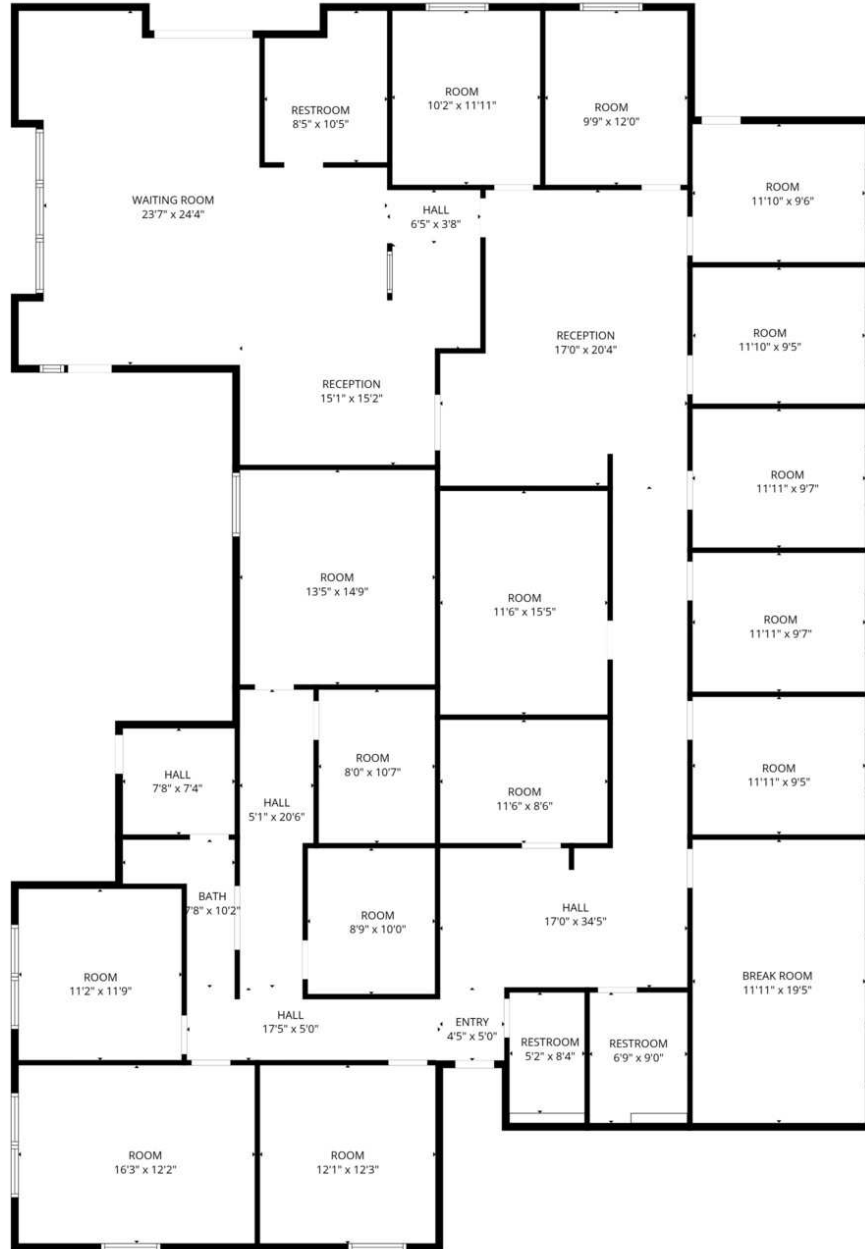 ROOM
10'2" x 11'11"
RESTROOM
8'5" x 10'5"
ROOM
9'9" x 12'0"
ROOM
11'10" x 9'6"
WAITING ROOM
23'7" x 24'4"
HALL
6'5" x 3'8"
RECEPTION
17'0" x 20'4"
ROOM
11'10" x 9'5"
RECEPTION
15'1" x 15'2"
ROOM
11'11" x 9'7"
ROOM
13'5" x 14'9"
ROOM
11'6" x 15'5"
ROOM
11'11" x 9'7"
HALL
7'8" x 7'4"
HALL
5'1" x 20'6"
ROOM
8'0" x 10'7"
ROOM
11'6" x 8'6"
ROOM
11'11" x 9'5"
BATH
7'8" x 10'2"
ROOM
8'9" x 10'0"
HALL
17'0" x 34'5"
ROOM
11'2" x 11'9"
BREAK ROOM
11'11" x 19'5"
HALL
17'5" x 5'0"
ENTRY
4'5" x 5'0"
RESTROOM
5'2" x 8'4"
RESTROOM
6'9" x 9'0"
ROOM
16'3" x 12'2"
ROOM
12'1" x 12'3"